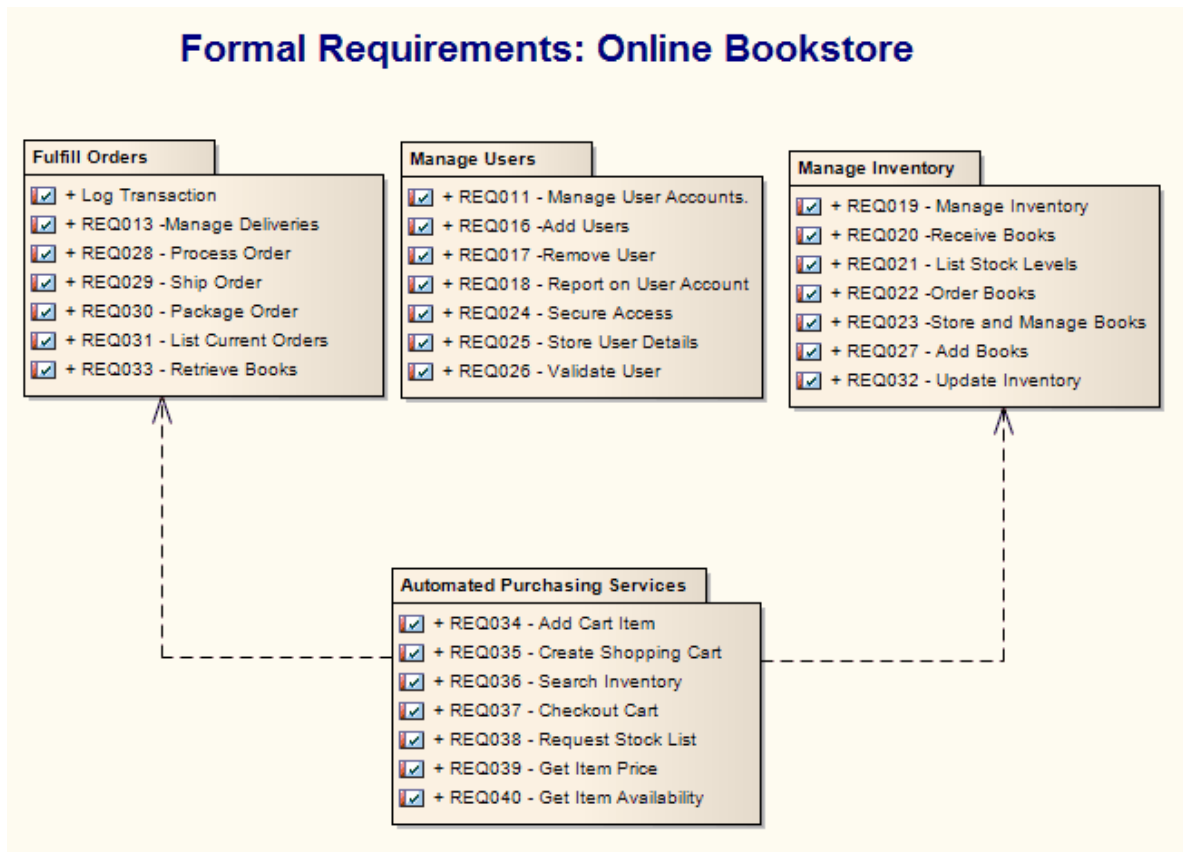 Formal Requirements: Online Bookstore
Fulfill Orders
+ Log Transaction
+ REQ013 -Manage Deliveries
+ REQ028 - Process Order
+ REQ029 - Ship Order
+ REQ030 - Package Order
+ REQ031 - List Current Orders
+ REQ033 - Retrieve Books
Manage Users
+ REQ011 - Manage User Accounts.
+ REQ016 -Add Users
+ REQ017 -Remove User
+ REQ018 - Report on User Account
+ REQ024 - Secure Access
+ REQ025 - Store User Details
+ REQ026 - Validate User
Manage Inventory
+ REQ019 - Manage Inventory
+ REQ020 -Receive Books
+ REQ021 - List Stock Levels
+ REQ022 -Order Books
+ REQ023 -Store and Manage Books
+ REQ027 - Add Books
+ REQ032 - Update Inventory
Automated Purchasing Services
+ REQ034 - Add Cart Item
+ REQ035 - Create Shopping Cart
+ REQ036 - Search Inventory
+ REQ037 - Checkout Cart
+ REQ038 - Request Stock List
+ REQ039 - Get Item Price
+ REQ040 - Get Item Availability